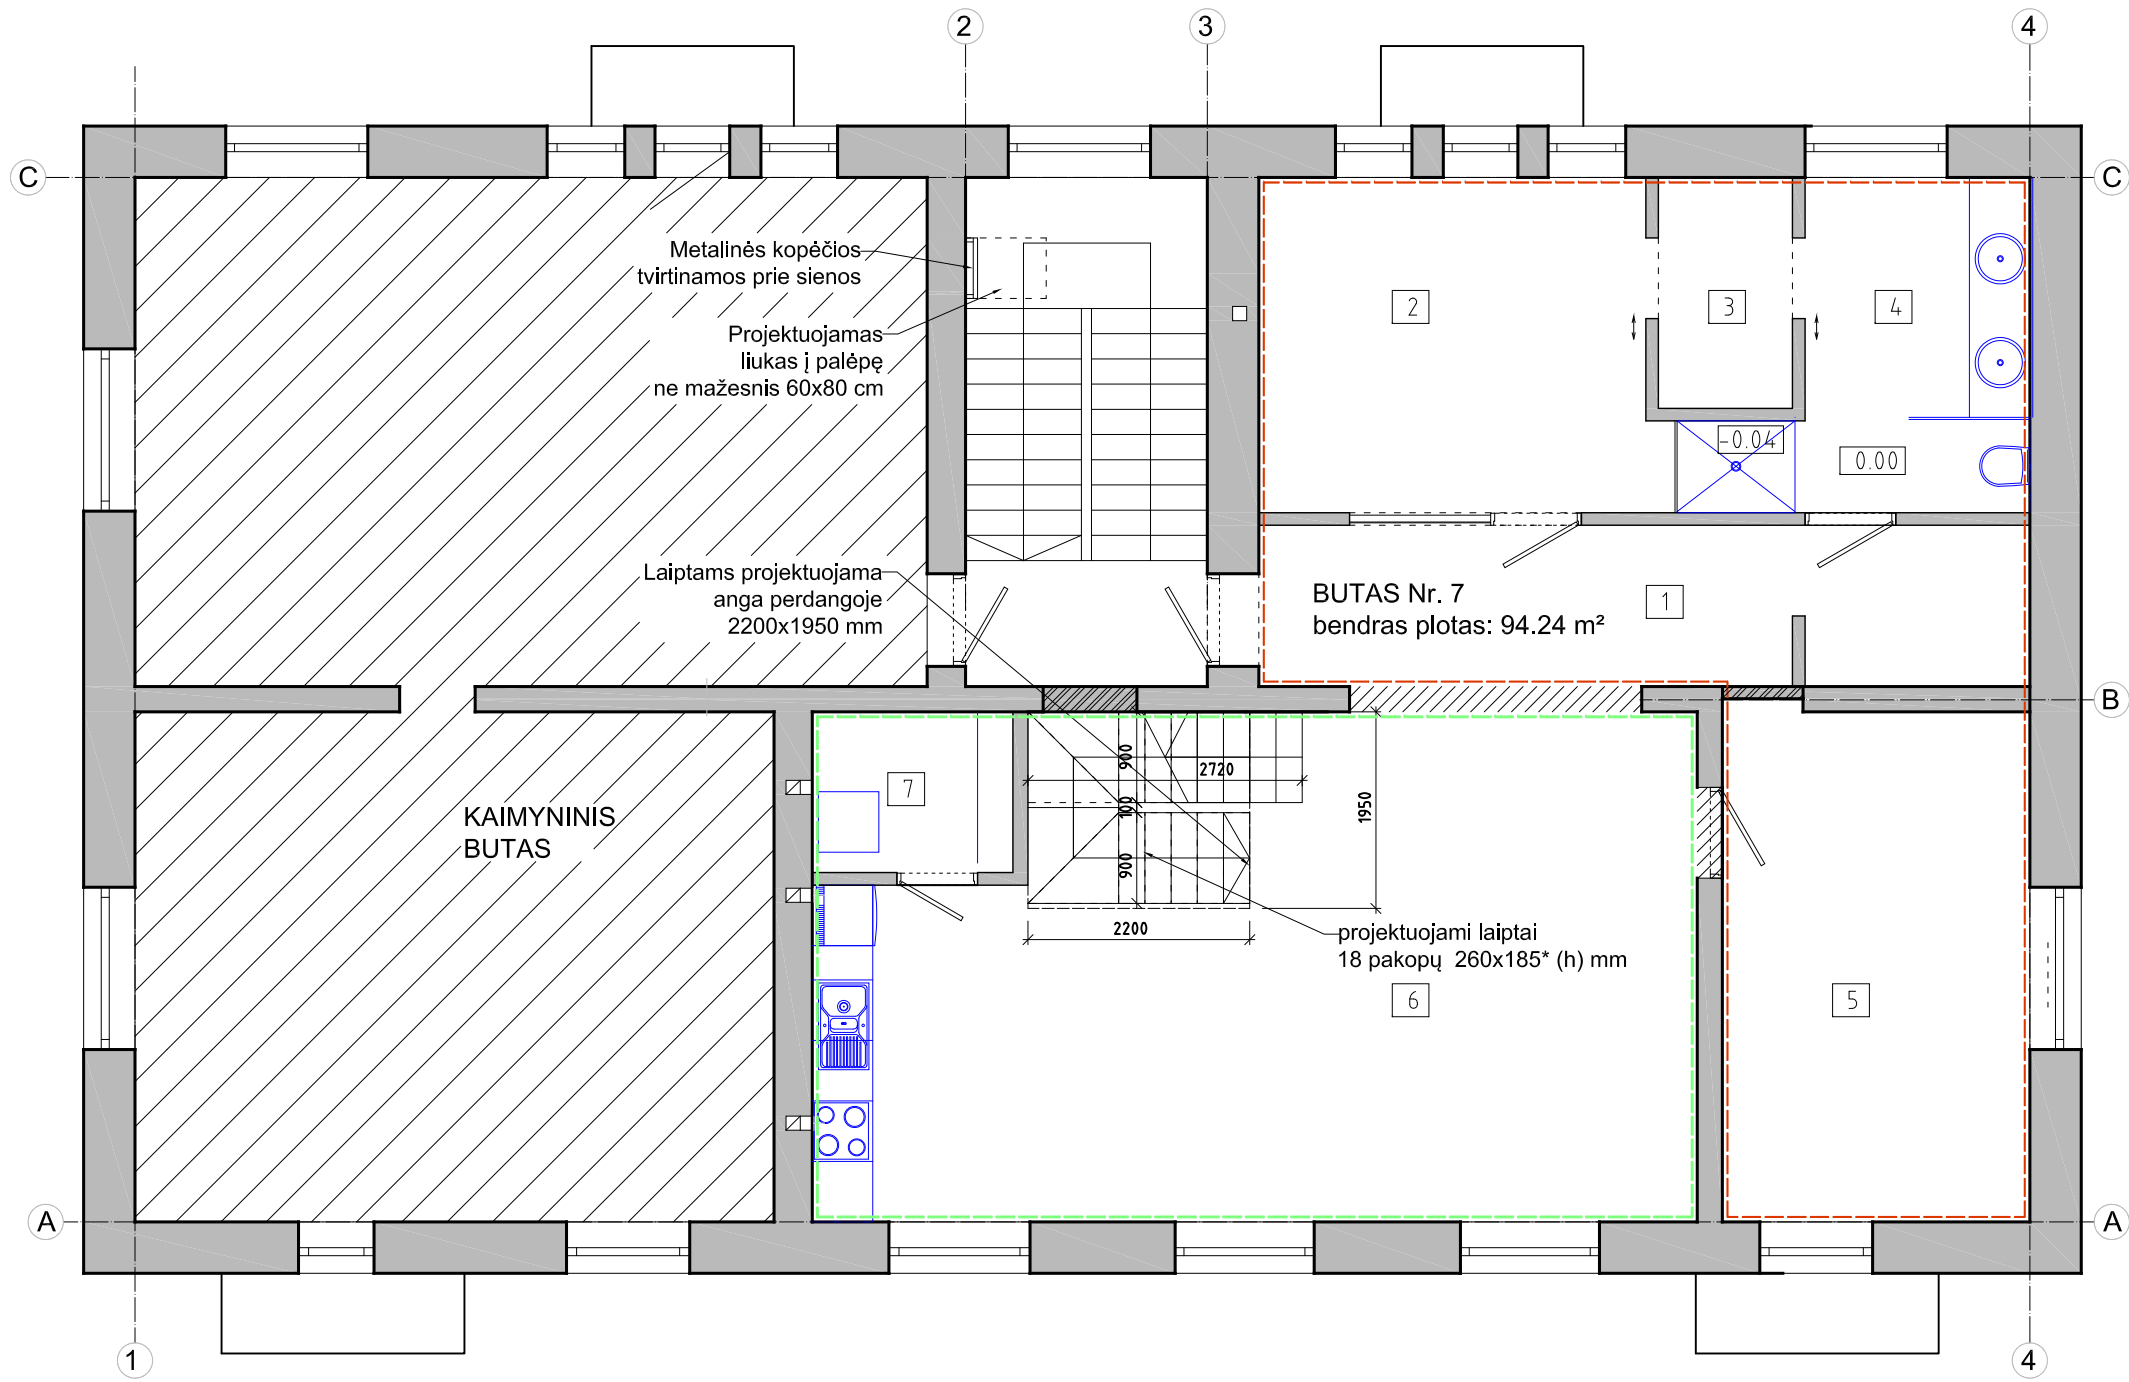 2
3
4
C
C
Metalinės kopėčios
tvirtinamos prie sienos
Projektuojamas
liukas į palėpę
ne mažesnis 60x80 cm
2
3
4
-0.04
0.00
Laiptams projektuojama
anga perdangoje
2200x1950 mm
BUTAS Nr. 7
bendras plotas: 94.24 m²
1
B
KAIMYNINIS
BUTAS
7
900
100
900
2720
1950
2200
projektuojami laiptai
18 pakopų 260x185* (h) mm
6
5
A
A
1
4